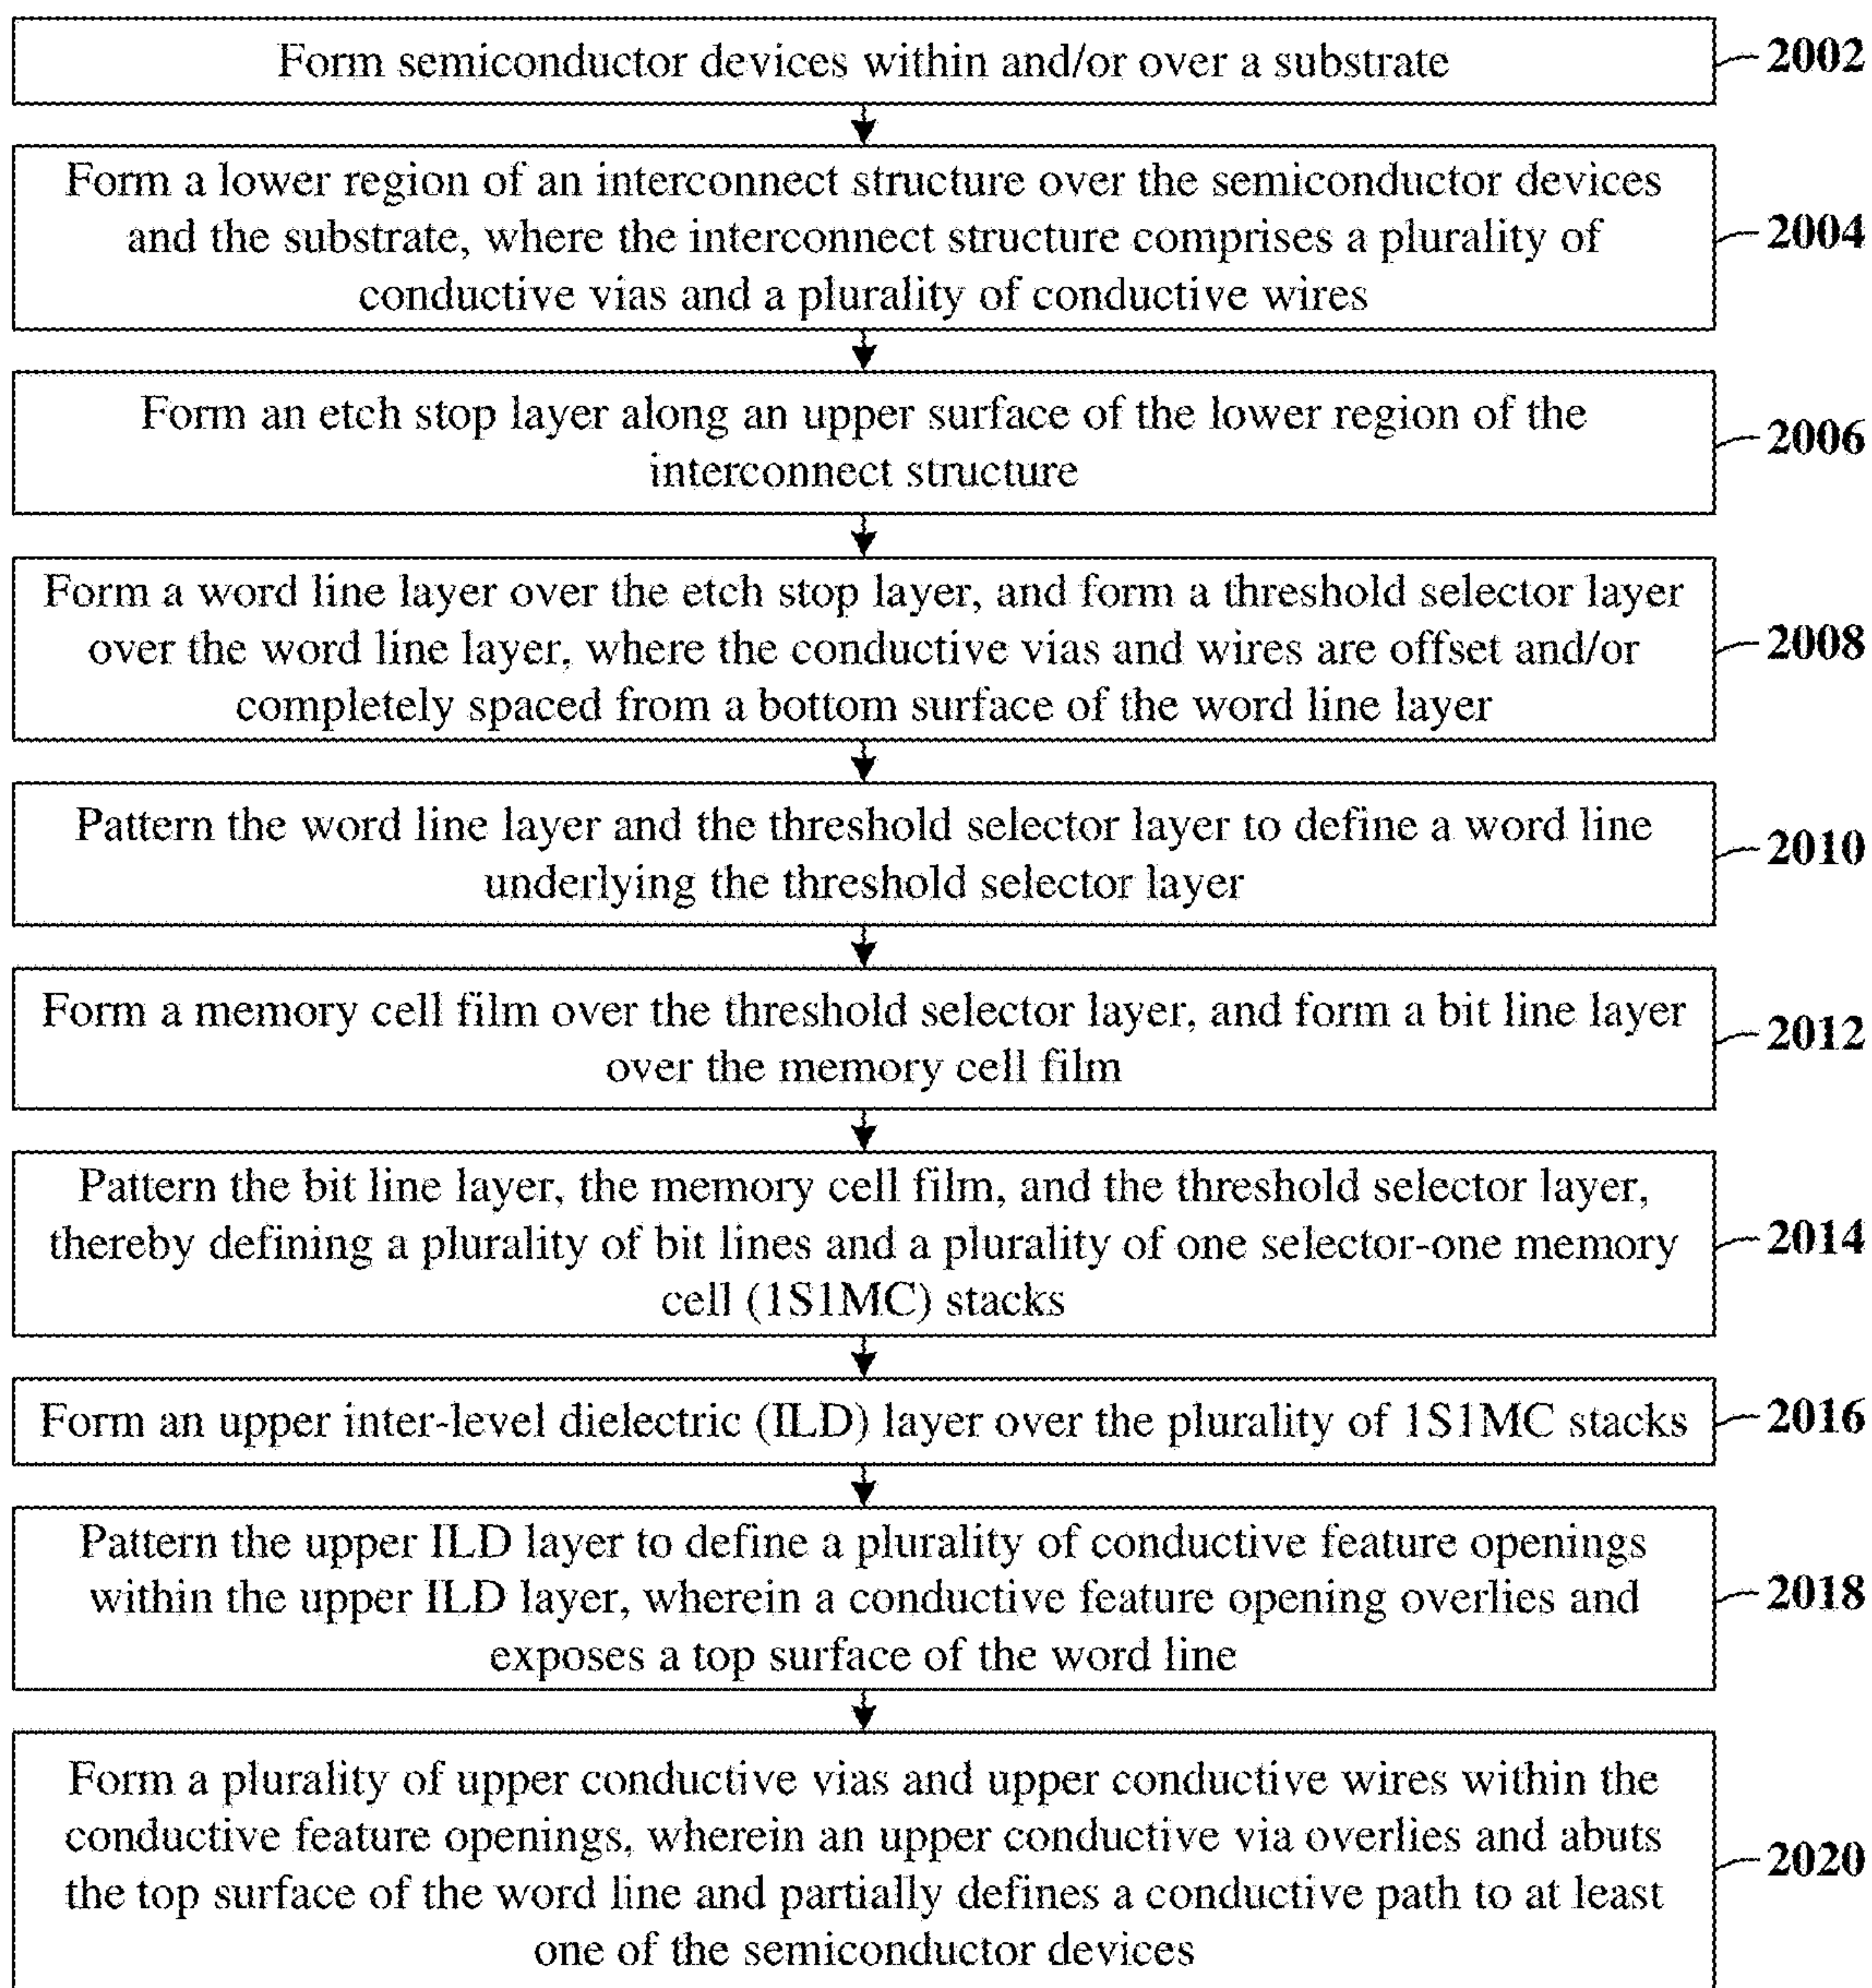 Form semiconductor devices within and/or over a substrate
2002
Form a lower region of an interconnect structure over the semiconductor devices
and the substrate, where the interconnect structure comprises a plurality of
conductive vias and a plurality of conductive wires
2004
Form an etch stop layer along an upper surface of the lower region of the
interconnect structure
2006
Form a word line layer over the etch stop layer, and form a threshold selector layer
over the word line layer, where the conductive vias and wires are offset and/or
completely spaced from a bottom surface of the word line layer
2008
Pattern the word line layer and the threshold selector layer to define a word line
underlying the threshold selector layer
2010
Form a memory cell film over the threshold selector layer, and form a bit line layer
over the memory cell film
2012
Pattern the bit line layer, the memory cell film, and the threshold selector layer,
thereby defining a plurality of bit lines and a plurality of one selector-one memory
cell (1S1MC) stacks
2014
Form an upper inter-level dielectric (ILD) layer over the plurality of 1S1MC stacks
2016
Pattern the upper ILD layer to define a plurality of conductive feature openings
within the upper ILD layer, wherein a conductive feature opening overlies and
exposes a top surface of the word line
2018
Form a plurality of upper conductive vias and upper conductive wires within the
conductive feature openings, wherein an upper conductive via overlies and abuts
the top surface of the word line and partially defines a conductive path to at least
one of the semiconductor devices
2020